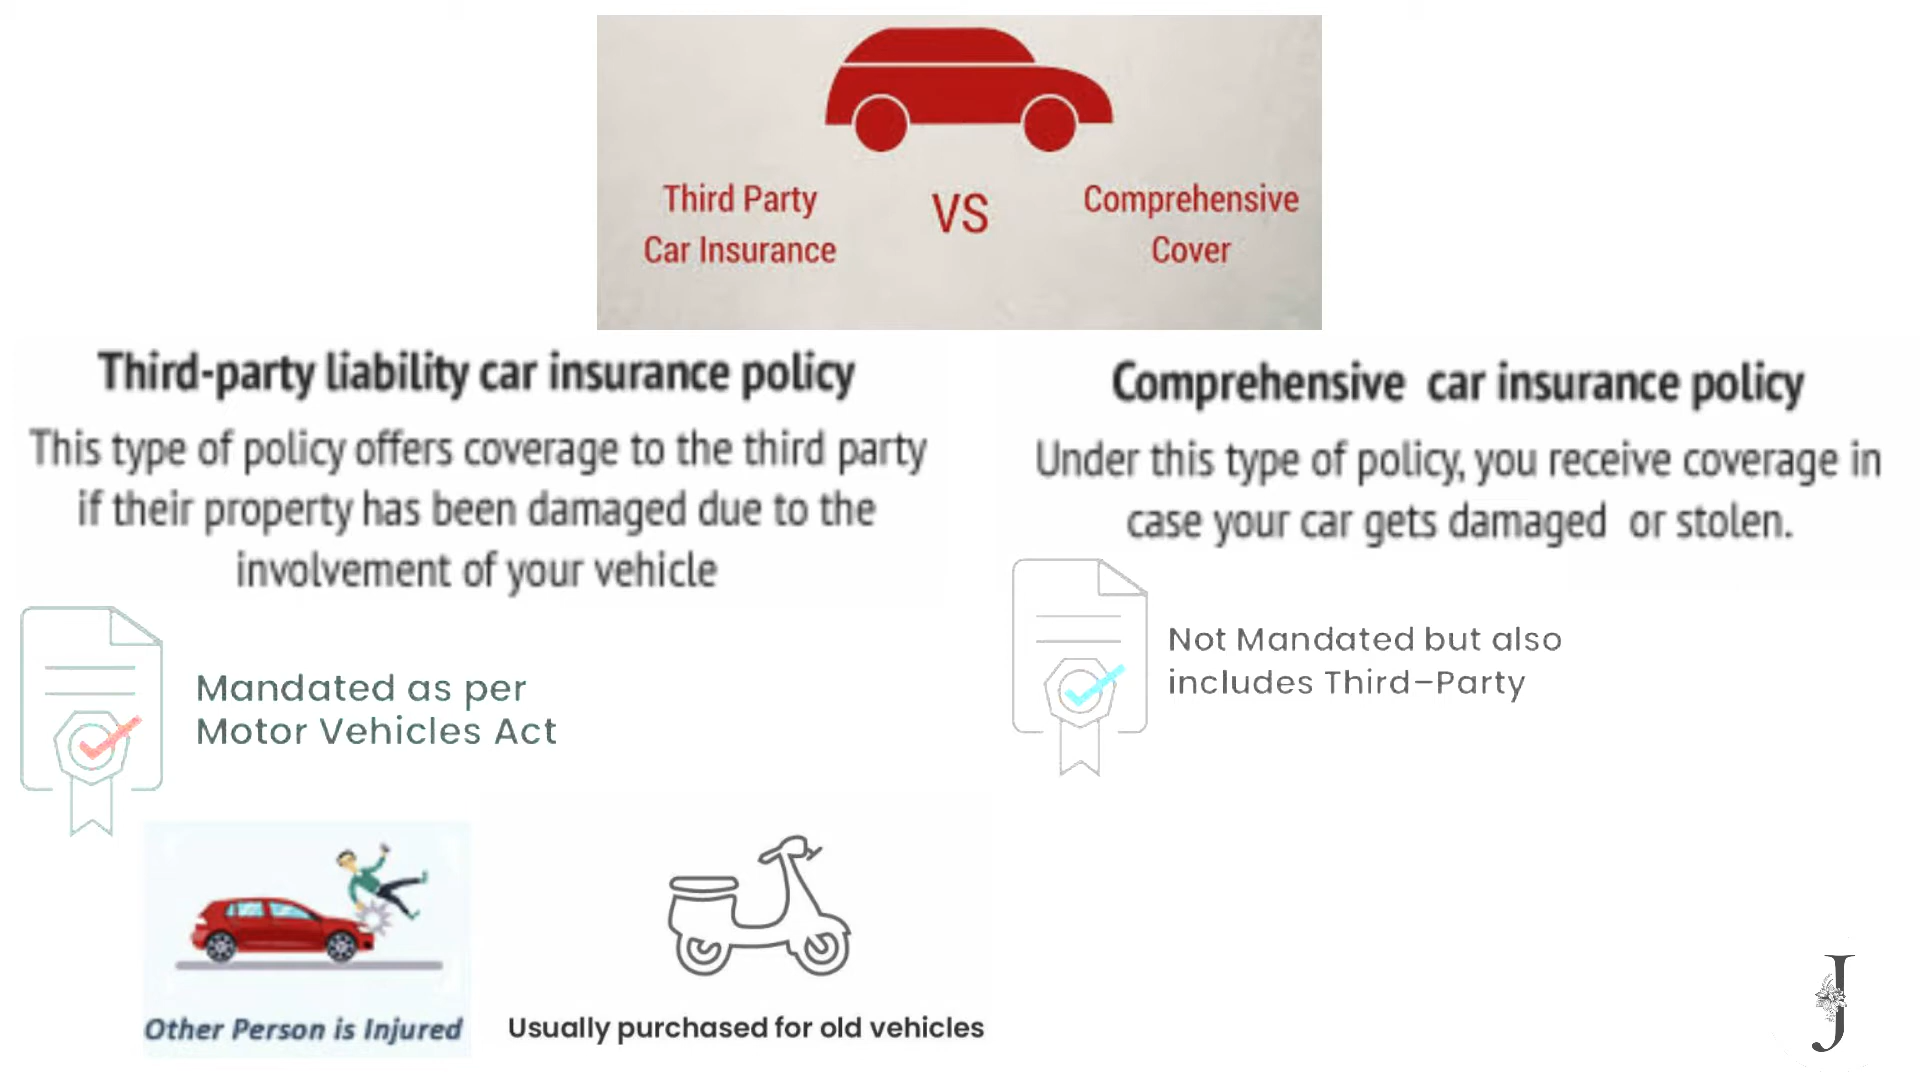 Third Party
Car Insurance
VS
Comprehensive
Cover
Third-party liability car insurance policy
This type of policy offers coverage to the third party
if their property has been damaged due to the
involvement of your vehicle
Mandated as per
Motor Vehicles Act
Other Person is Injured
Usually purchased for old vehicles
Comprehensive car insurance policy
Under this type of policy, you receive coverage in
case your car gets damaged or stolen.
Not Mandated but also
includes Third-Party
J